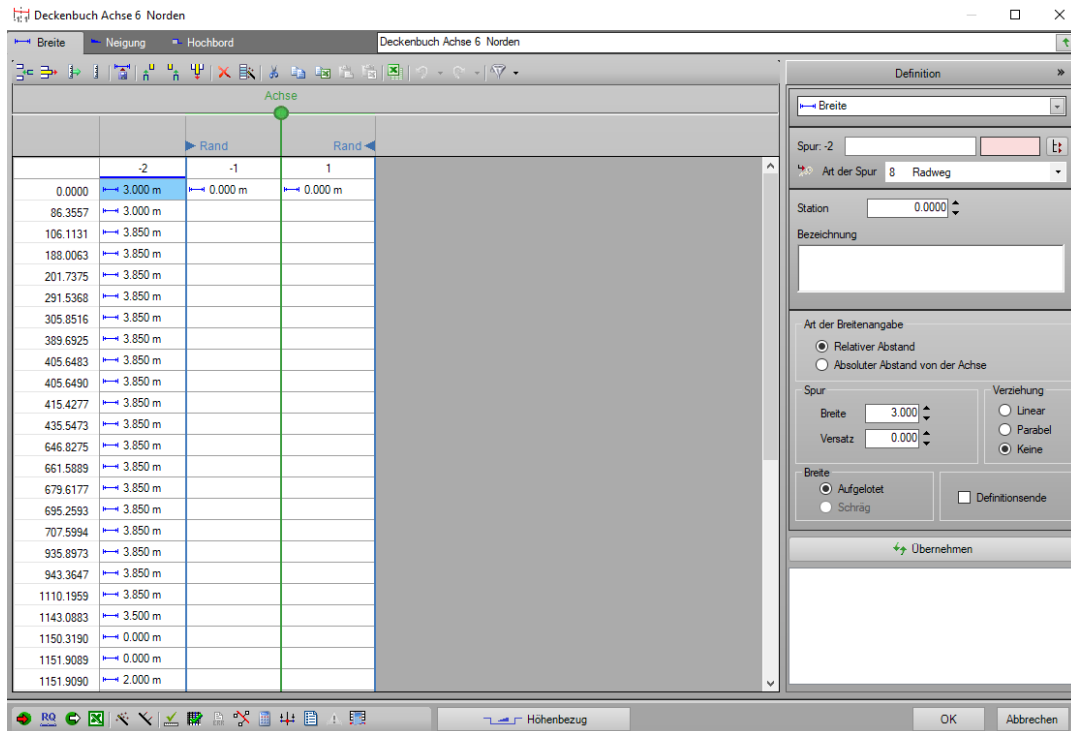 Deckenbuch Achse 6 Norden
Breite Neigung Hochbord Deckenbuch Achse 6 Norden
Achse
Rand Rand
-2 -1 1
0.0000 3.000 m 0.000 m 0.000 m
86.3557 3.000 m
106.1131 3.850 m
188.0063 3.850 m
201.7375 3.850 m
291.5368 3.850 m
305.8516 3.850 m
389.6925 3.850 m
405.6483 3.850 m
405.6490 3.850 m
415.4277 3.850 m
435.5473 3.850 m
646.8275 3.850 m
661.5889 3.850 m
679.6177 3.850 m
695.2593 3.850 m
707.5994 3.850 m
935.8973 3.850 m
943.3647 3.850 m
1110.1959 3.850 m
1143.0883 3.500 m
1150.3190 0.000 m
1151.9089 0.000 m
1151.9090 2.000 m
Definition »
Breite
Spur: -2
Art der Spur 8 Radweg
Station 0.0000
Bezeichnung
Art der Breitenangabe
Relativer Abstand
Absoluter Abstand von der Achse
Spur
Breite 3.000
Versatz 0.000
Verziehung
Linear
Parabel
Keine
Breite
Aufgelotet
Schräg
Definitionsende
Übernehmen
RQ
Höhenbezug
OK Abbrechen